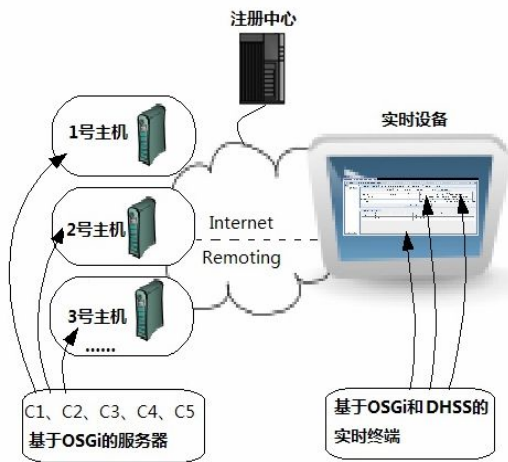 注册中心
1号主机
实时设备
2号主机
Internet
Remoting
3号主机
......
C1、C2、C3、C4、C5
基于OSGi的服务器
基于OSGi和DHSS的
实时终端